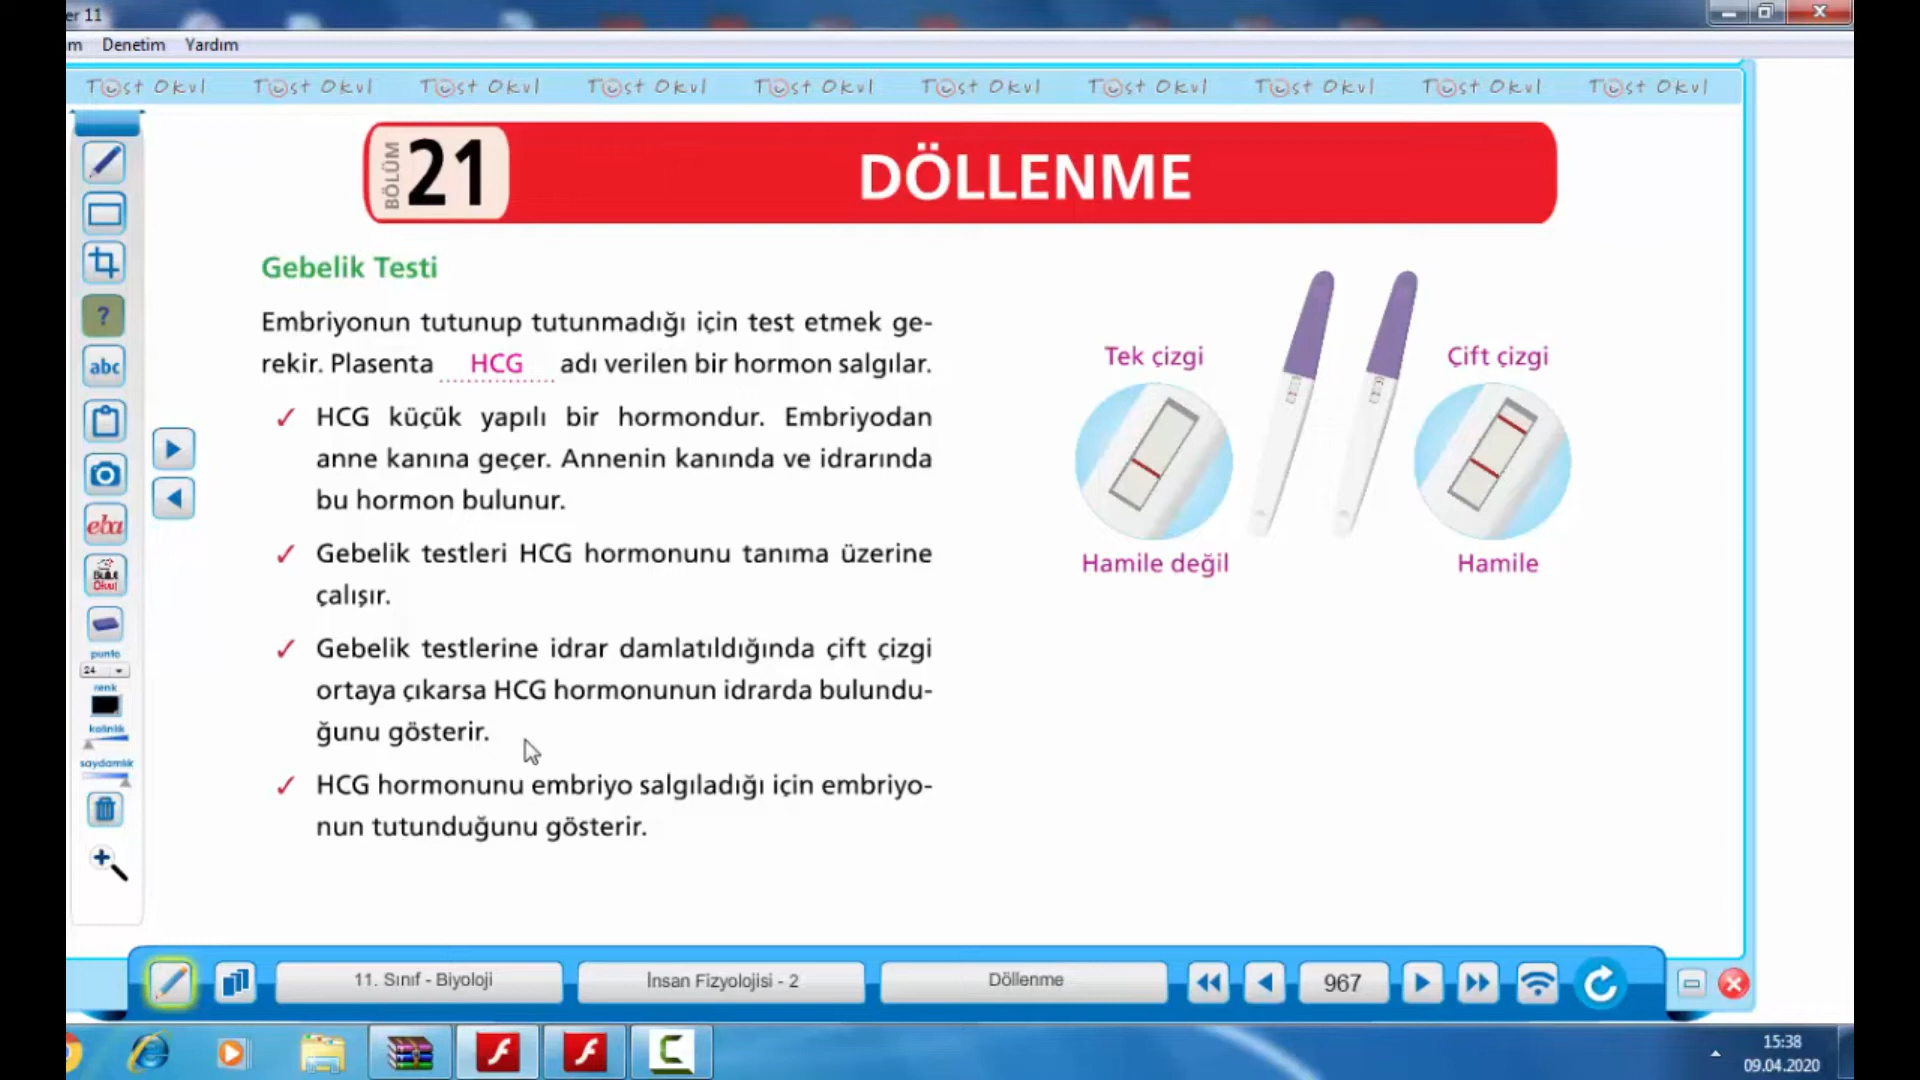 er 11
m Denetim Yardım
Test Okul Test Okul Test Okul Test Okul Test Okul Test Okul Test Okul Test Okul Test Okul Test Okul
BÖLÜM 21
DÖLLENME
Gebelik Testi
Embriyonun tutunup tutunmadığı için test etmek ge-
rekir. Plasenta HCG adı verilen bir hormon salgılar.
✓ HCG küçük yapılı bir hormondur. Embriyodan
anne kanına geçer. Annenin kanında ve idrarında
bu hormon bulunur.
✓ Gebelik testleri HCG hormonunu tanıma üzerine
çalışır.
✓ Gebelik testlerine idrar damlatıldığında çift çizgi
ortaya çıkarsa HCG hormonunun idrarda bulundu-
ğunu gösterir.
✓ HCG hormonunu embriyo salgıladığı için embriyo-
nun tutunduğunu gösterir.
Tek çizgi
Hamile değil
Çift çizgi
Hamile
?
abc
eba
Bulut
Okul
punto
24
renk
kalınlık
saydamlık
11. Sınıf - Biyoloji
İnsan Fizyolojisi - 2
Döllenme
967
15:38
09.04.2020